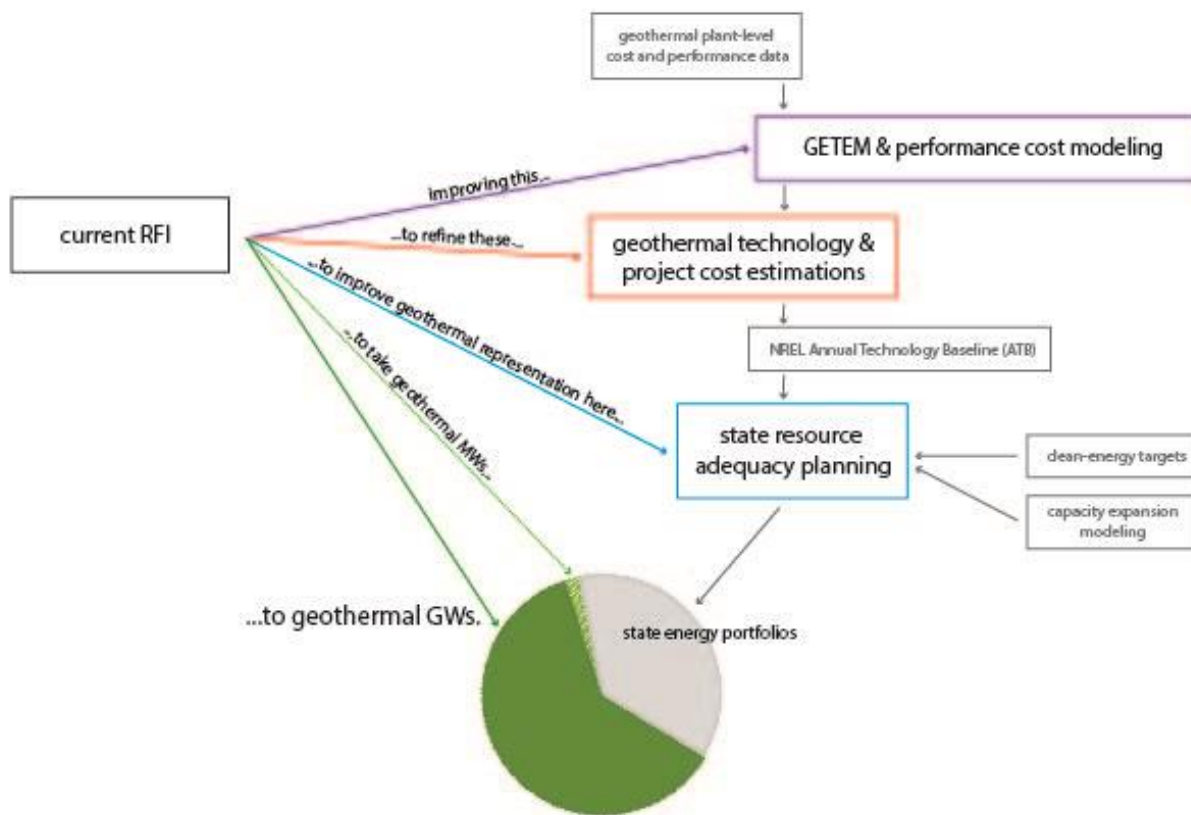 geothermal plant-level
cost and performance data
GETEM & performance cost modeling
improving this...
current RFI
...to refine these...
geothermal technology &
project cost estimations
...to improve geothermal representation here...
NREL Annual Technology Baseline (ATB)
...to take geothermal MWs...
state resource
adequacy planning
clean-energy targets
capacity expansion
modeling
...to geothermal GWs.
state energy portfolios